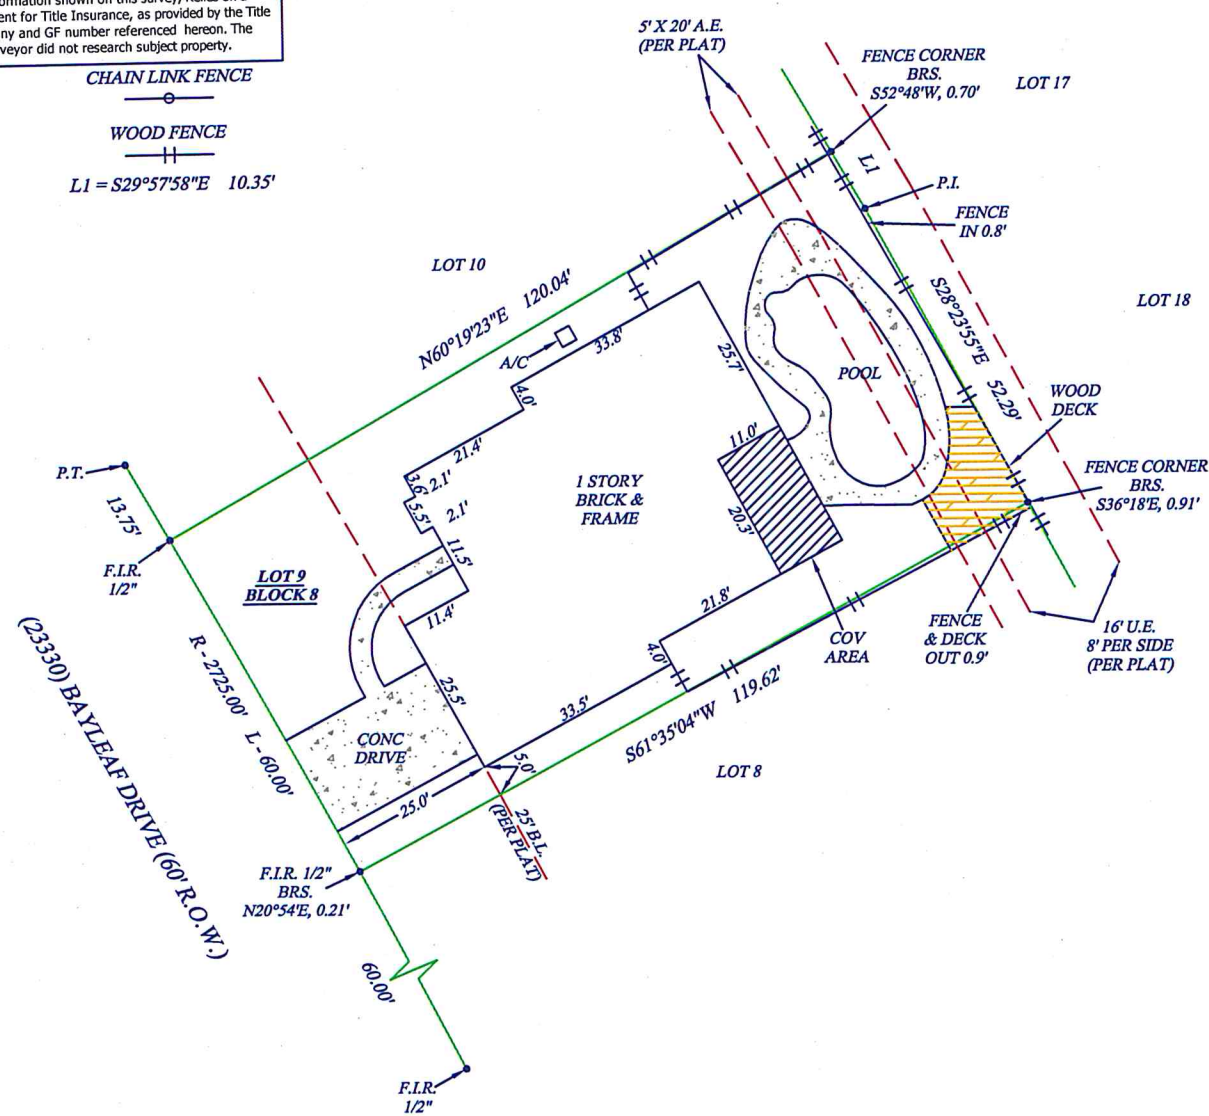 ormation shown on this survey, relies on a
ent for Title Insurance, as provided by the Title
ny and GF number referenced hereon. The
veyor did not research subject property.
CHAIN LINK FENCE
WOOD FENCE
L1 = S29°57'58"E 10.35'
5' X 20' A.E.
(PER PLAT)
FENCE CORNER
BRS.
S52°48'W, 0.70'
LOT 17
L1
P.I.
FENCE
IN 0.8'
LOT 10
N60°19'23"E 120.04'
S28°23'55"E 52.29'
LOT 18
A/C
33.8'
25.7'
POOL
4.0'
WOOD
DECK
21.4'
11.0'
3.6'
2.1'
5.5'
2.1'
1 STORY
BRICK &
FRAME
20.3'
FENCE CORNER
BRS.
S36°18'E, 0.91'
P.T.
13.75'
F.I.R.
1/2"
LOT 9
BLOCK 8
11.5'
11.4'
21.8'
COV
AREA
FENCE
& DECK
OUT 0.9'
16' U.E.
8' PER SIDE
(PER PLAT)
4.0'
25.5'
33.5'
S61°35'04"W 119.62'
R - 2725.00' L - 60.00'
(23330) BAYLEAF DRIVE (60' R.O.W.)
CONC
DRIVE
5.0'
LOT 8
25.0'
25' B.L.
(PER PLAT)
F.I.R. 1/2"
BRS.
N20°54'E, 0.21'
60.00'
F.I.R.
1/2"